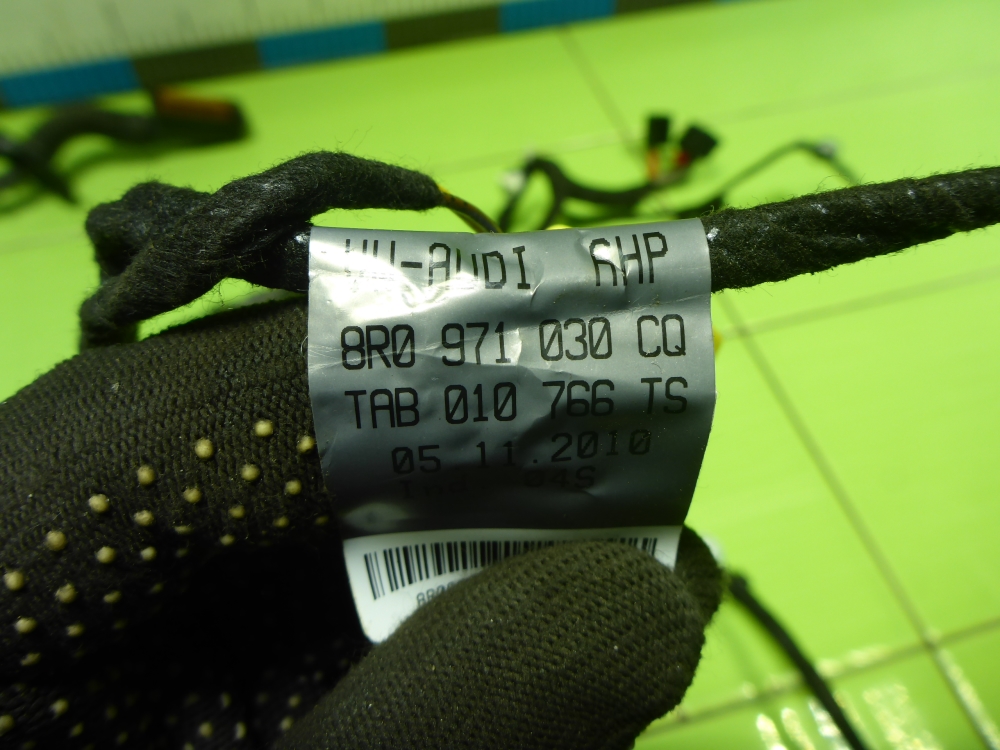 VW-AUDI RHP
8R0 971 030 CQ
TAB 010 766 TS
05 11.2010